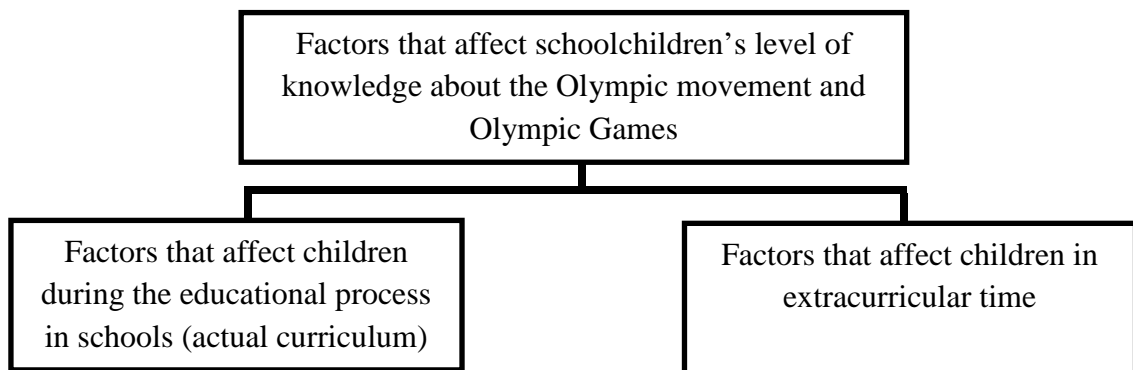 Factors that affect schoolchildren’s level of
knowledge about the Olympic movement and
Olympic Games
Factors that affect children
during the educational process
in schools (actual curriculum)
Factors that affect children in
extracurricular time